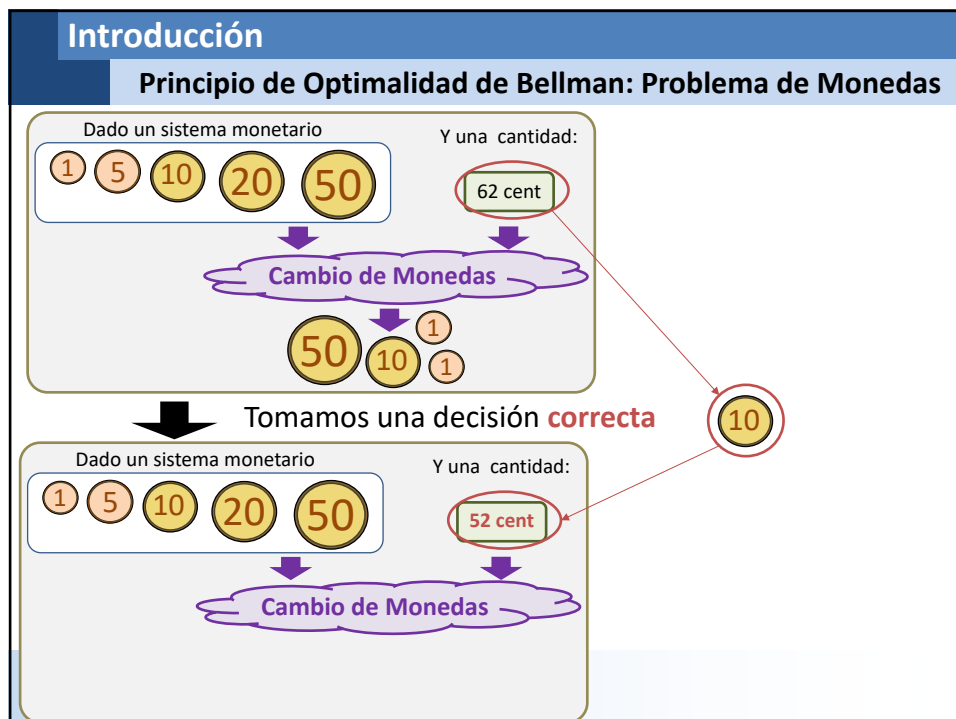 Introducción
Principio de Optimalidad de Bellman: Problema de Monedas
Dado un sistema monetario
Y una cantidad:
1 5 10 20 50
62 cent
Cambio de Monedas
50 10 1 1
Tomamos una decisión correcta
10
Dado un sistema monetario
Y una cantidad:
1 5 10 20 50
52 cent
Cambio de Monedas